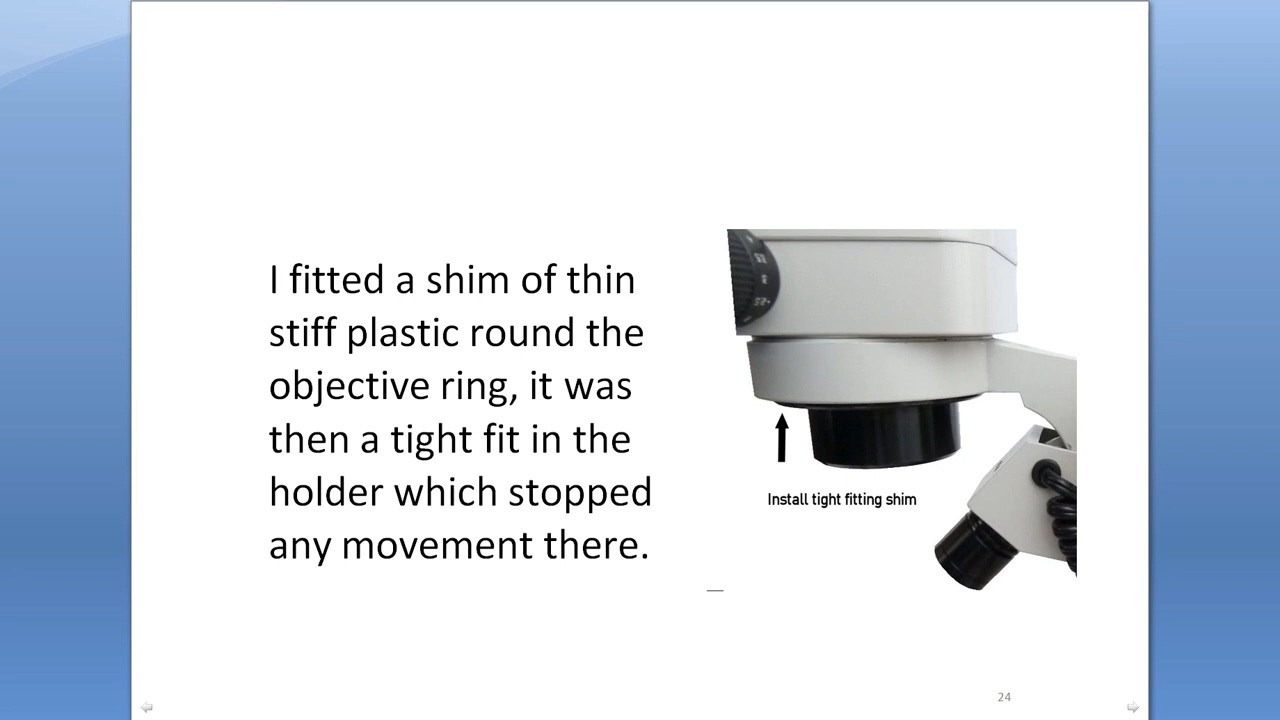 I fitted a shim of thin
stiff plastic round the
objective ring, it was
then a tight fit in the
holder which stopped
any movement there.
Install tight fitting shim
24